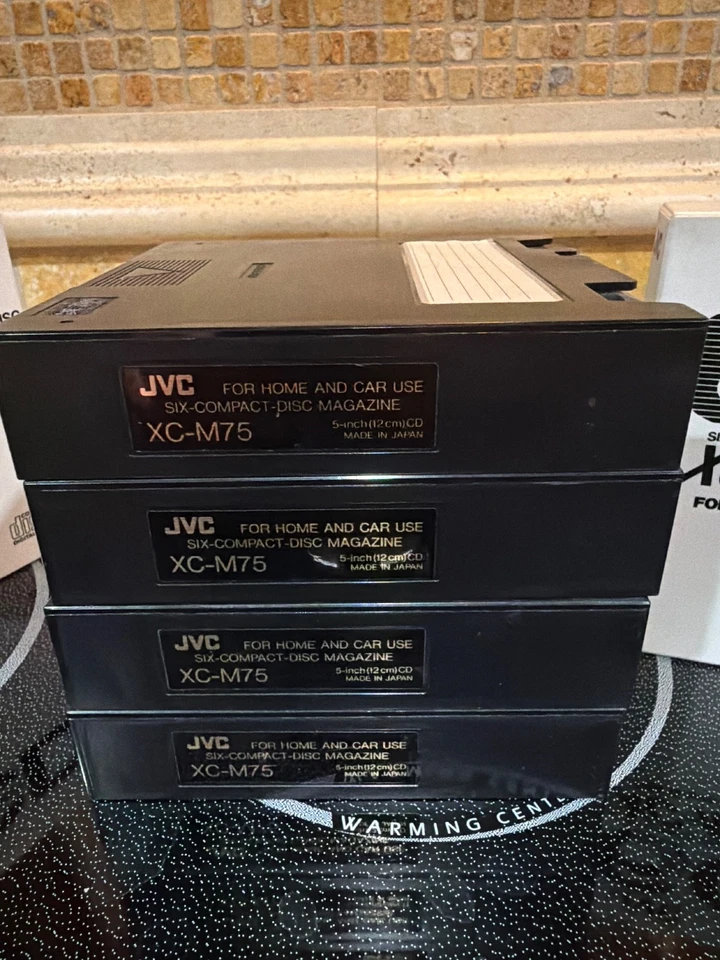 JVC FOR HOME AND CAR USE
SIX-COMPACT-DISC MAGAZINE
XC-M75 5-inch(12cm)CD
MADE IN JAPAN
JVC FOR HOME AND CAR USE
SIX-COMPACT-DISC MAGAZINE
XC-M75 5-inch(12cm)CD
MADE IN JAPAN
JVC FOR HOME AND CAR USE
SIX-COMPACT-DISC MAGAZINE
XC-M75 5-inch(12cm)CD
MADE IN JAPAN
JVC FOR HOME AND CAR USE
SIX-COMPACT-DISC MAGAZINE
XC-M75 5-inch(12cm)CD
MADE IN JAPAN
WARMING CENTE